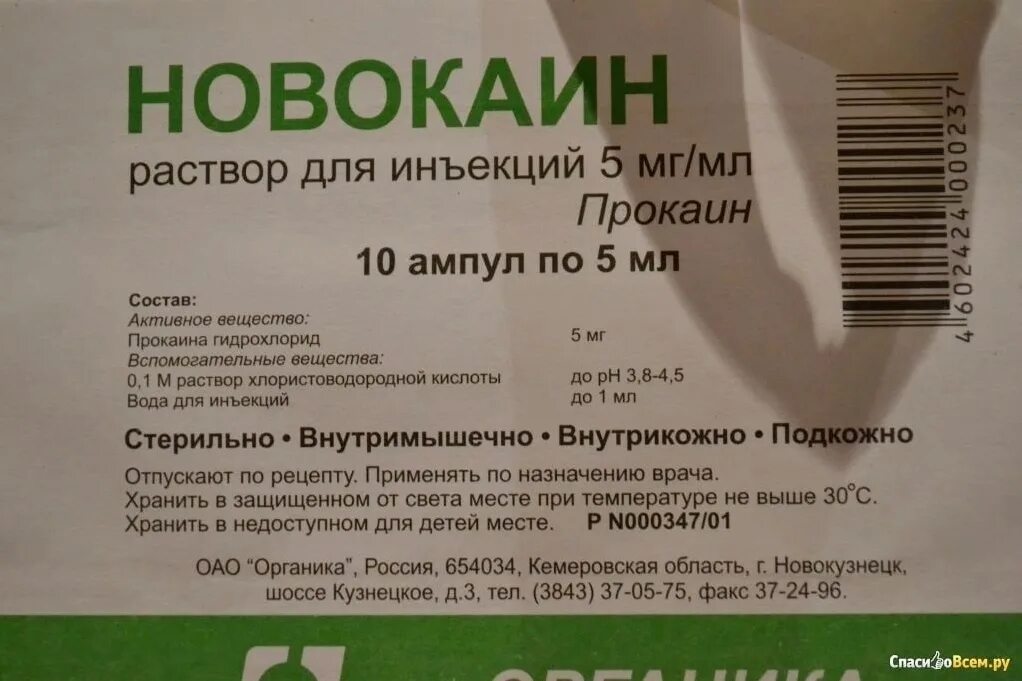 НОВОКАИН
раствор для инъекций 5 мг/мл
Прокаин
10 ампул по 5 мл
Состав:
Активное вещество:
Прокаина гидрохлорид 5 мг
Вспомогательные вещества:
0,1 М раствор хлористоводородной кислоты до pH 3,8-4,5
Вода для инъекций до 1 мл
Стерильно • Внутримышечно • Внутрикожно • Подкожно
Отпускают по рецепту. Применять по назначению врача.
Хранить в защищенном от света месте при температуре не выше 30°С.
Хранить в недоступном для детей месте. Р N000347/01
ОАО "Органика", Россия, 654034, Кемеровская область, г. Новокузнецк,
шоссе Кузнецкое, д.3, тел. (3843) 37-05-75, факс 37-24-96.
4602424000237
ОРГАНИКА
СпасибоВсем.ру